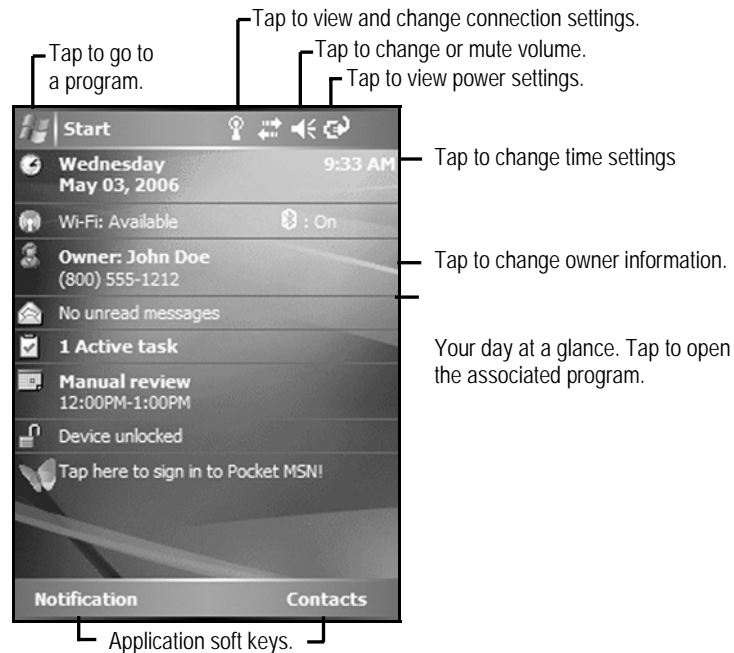 Tap to view and change connection settings.
Tap to go to
a program.
Tap to change or mute volume.
Tap to view power settings.
Start
Wednesday
May 03, 2006
9:33 AM
Tap to change time settings
Wi-Fi: Available
: On
Owner: John Doe
(800) 555-1212
Tap to change owner information.
No unread messages
1 Active task
Your day at a glance. Tap to open
the associated program.
Manual review
12:00PM-1:00PM
Device unlocked
Tap here to sign in to Pocket MSN!
Notification
Contacts
Application soft keys.